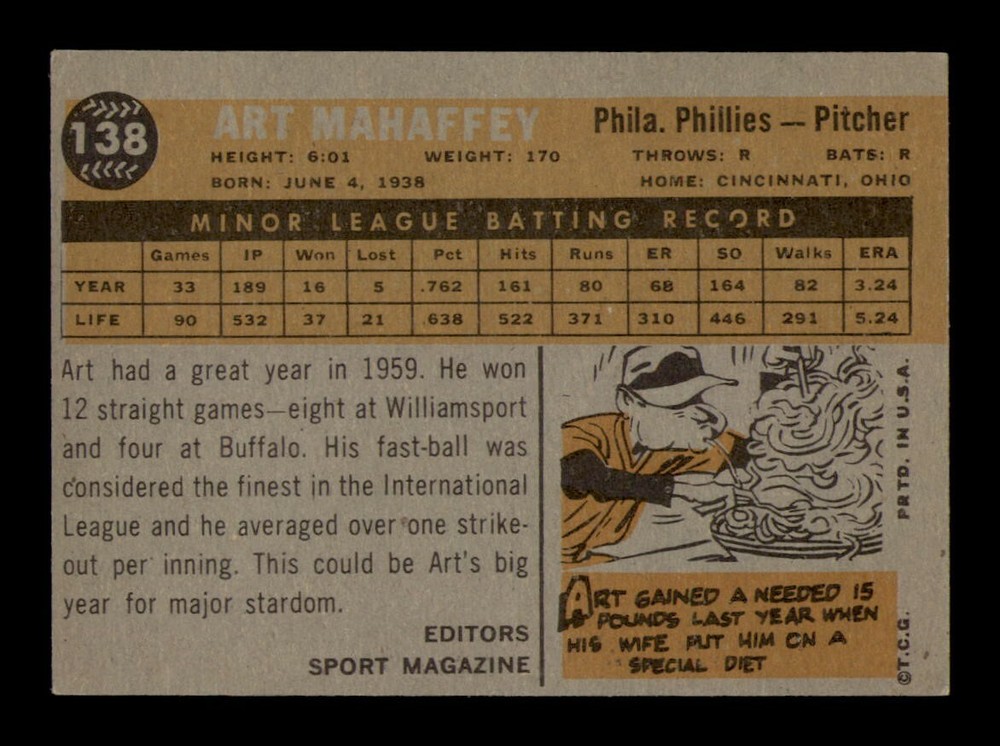 138
ART MAHAFFEY
Phila. Phillies — Pitcher
HEIGHT: 6:01 WEIGHT: 170 THROWS: R BATS: R
BORN: JUNE 4, 1938 HOME: CINCINNATI, OHIO
MINOR LEAGUE BATTING RECORD
Games IP Won Lost Pct Hits Runs ER SO Walks ERA
YEAR 33 189 16 5 .762 161 80 68 164 82 3.24
LIFE 90 532 37 21 .638 522 371 310 446 291 5.24
Art had a great year in 1959. He won
12 straight games—eight at Williamsport
and four at Buffalo. His fast-ball was
considered the finest in the International
League and he averaged over one strike-
out per inning. This could be Art's big
year for major stardom.
EDITORS
SPORT MAGAZINE
ART GAINED A NEEDED 15
POUNDS LAST YEAR WHEN
HIS WIFE PUT HIM ON A
SPECIAL DIET
PRTD. IN U.S.A.
©T.C.G.